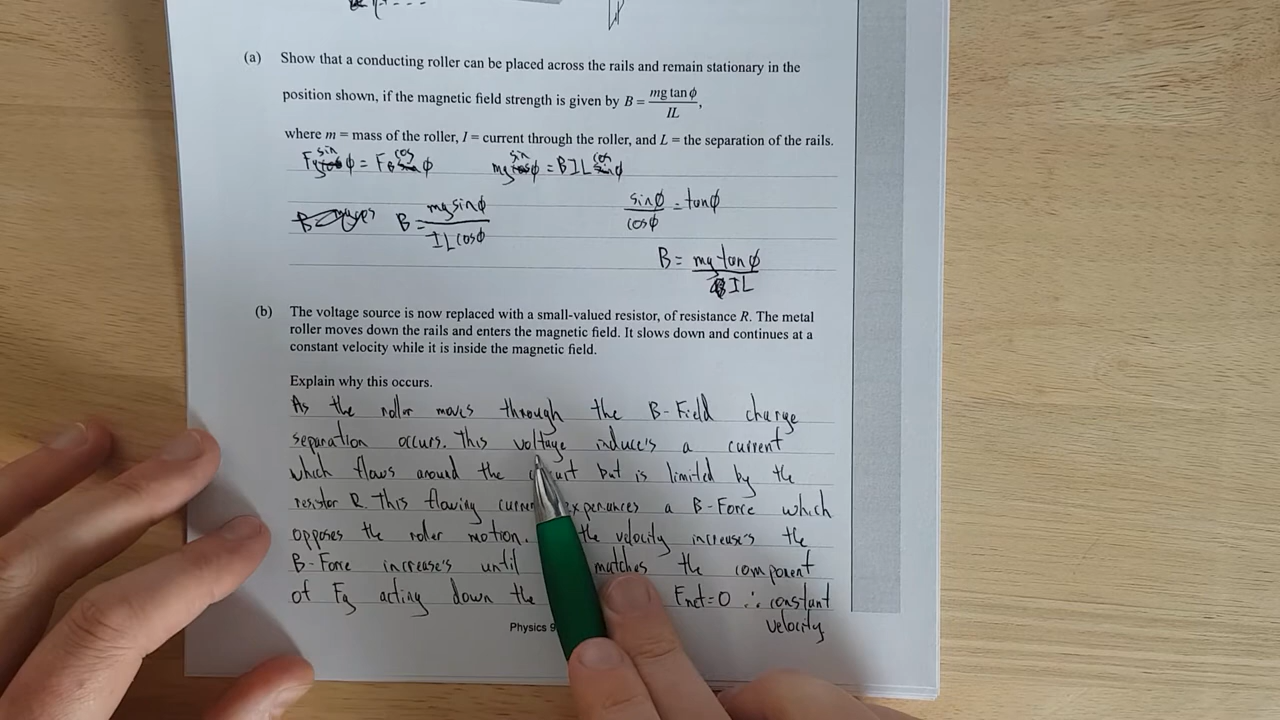 (a) Show that a conducting roller can be placed across the rails and remain stationary in the
position shown, if the magnetic field strength is given by B = mg tan ϕ / IL,
where m = mass of the roller, I = current through the roller, and L = the separation of the rails.
Fg sin ϕ = FB cos ϕ    mg sin ϕ = BIL cos ϕ
B = mg sin ϕ / IL cos ϕ    sin ϕ / cos ϕ = tan ϕ
B = mg tan ϕ / IL
(b) The voltage source is now replaced with a small-valued resistor, of resistance R. The metal
roller moves down the rails and enters the magnetic field. It slows down and continues at a
constant velocity while it is inside the magnetic field.
Explain why this occurs.
As the roller moves through the B-Field charge
separation occurs. This voltage induce's a current
which flows around the but is limited by the
resistor R. This flowing a B-Force which
opposes the roller motion. the velocity increase's the
B-Force increase's until matches the component
of Fg acting down the Fnet=0 ∴ constant
velocity
Physics